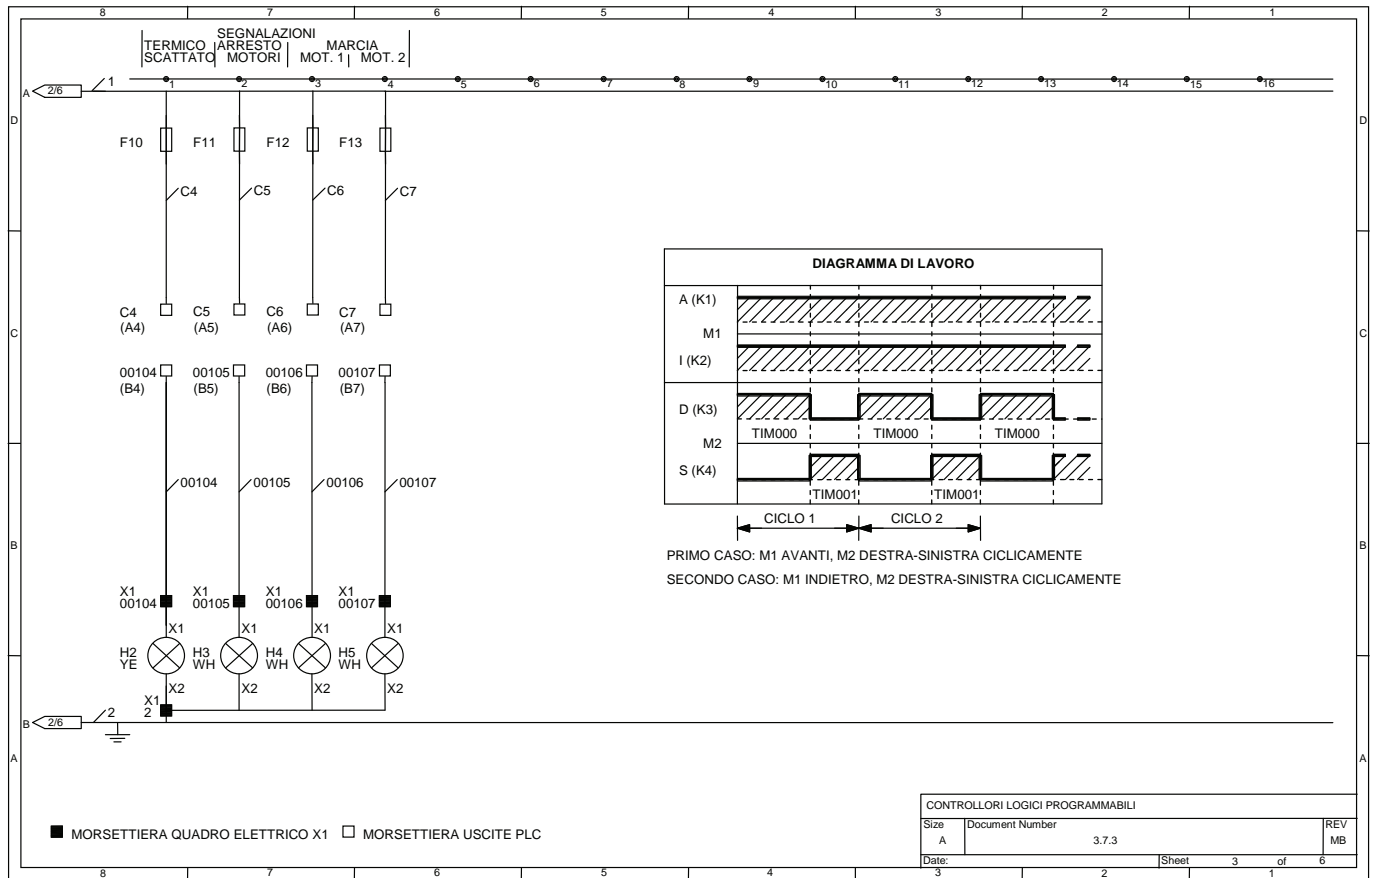 8 7 6 5 4 3 2 1
SEGNALAZIONI
TERMICO ARRESTO MARCIA
SCATTATO MOTORI MOT. 1 MOT. 2
1 2 3 4 5 6 7 8 9 10 11 12 13 14 15 16
A 2/6 1
D D
F10 F11 F12 F13
C4 C5 C6 C7
DIAGRAMMA DI LAVORO
A (K1)
M1
I (K2)
D (K3)
TIM000 TIM000 TIM000
M2
S (K4)
TIM001 TIM001
CICLO 1 CICLO 2
PRIMO CASO: M1 AVANTI, M2 DESTRA-SINISTRA CICLICAMENTE
SECONDO CASO: M1 INDIETRO, M2 DESTRA-SINISTRA CICLICAMENTE
C4 C5 C6 C7
(A4) (A5) (A6) (A7)
C C
00104 00105 00106 00107
(B4) (B5) (B6) (B7)
00104 00105 00106 00107
B B
X1 X1 X1 X1
00104 00105 00106 00107
X1 X1 X1 X1
H2 H3 H4 H5
YE WH WH WH
X2 X2 X2 X2
X1
2
B 2/6 2
A A
MORSETTIERA QUADRO ELETTRICO X1 MORSETTIERA USCITE PLC
CONTROLLORI LOGICI PROGRAMMABILI
Size Document Number REV
A 3.7.3 MB
Date: Sheet 3 of 6
8 7 6 5 4 3 2 1